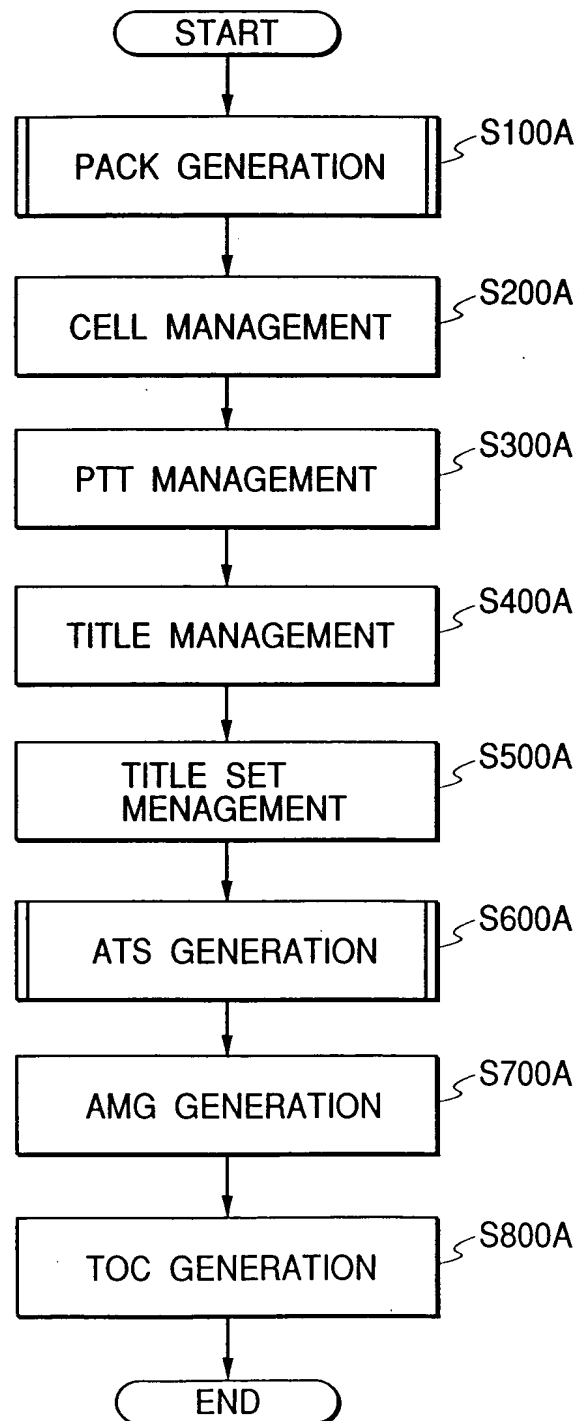 START
PACK GENERATION
S100A
CELL MANAGEMENT
S200A
PTT MANAGEMENT
S300A
TITLE MANAGEMENT
S400A
TITLE SET
MENAGEMENT
S500A
ATS GENERATION
S600A
AMG GENERATION
S700A
TOC GENERATION
S800A
END